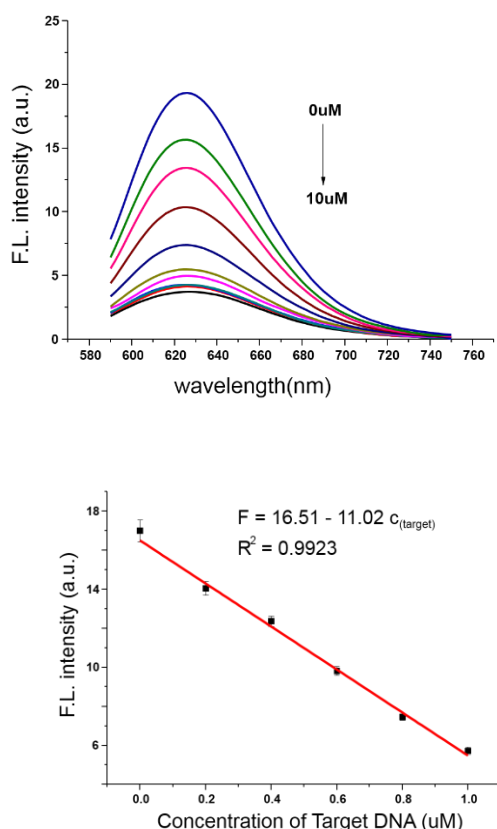 25
20
15
10
5
0
F.L. intensity (a.u.)
0uM
10uM
580 600 620 640 660 680 700 720 740 760
wavelength(nm)
18
14
10
6
F.L. intensity (a.u.)
F = 16.51 - 11.02 c(target)
R² = 0.9923
0.0 0.2 0.4 0.6 0.8 1.0
Concentration of Target DNA (uM)